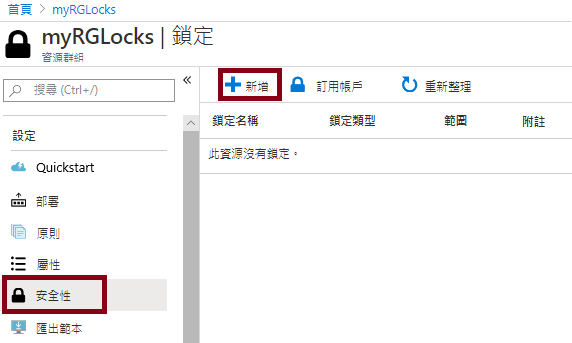 首頁 > myRGLocks
myRGLocks | 鎖定
資源群組
搜尋 (Ctrl+/)
«
設定
Quickstart
部署
原則
屬性
安全性
匯出範本
新增 訂用帳戶 重新整理
鎖定名稱 鎖定類型 範圍 附註
此資源沒有鎖定。